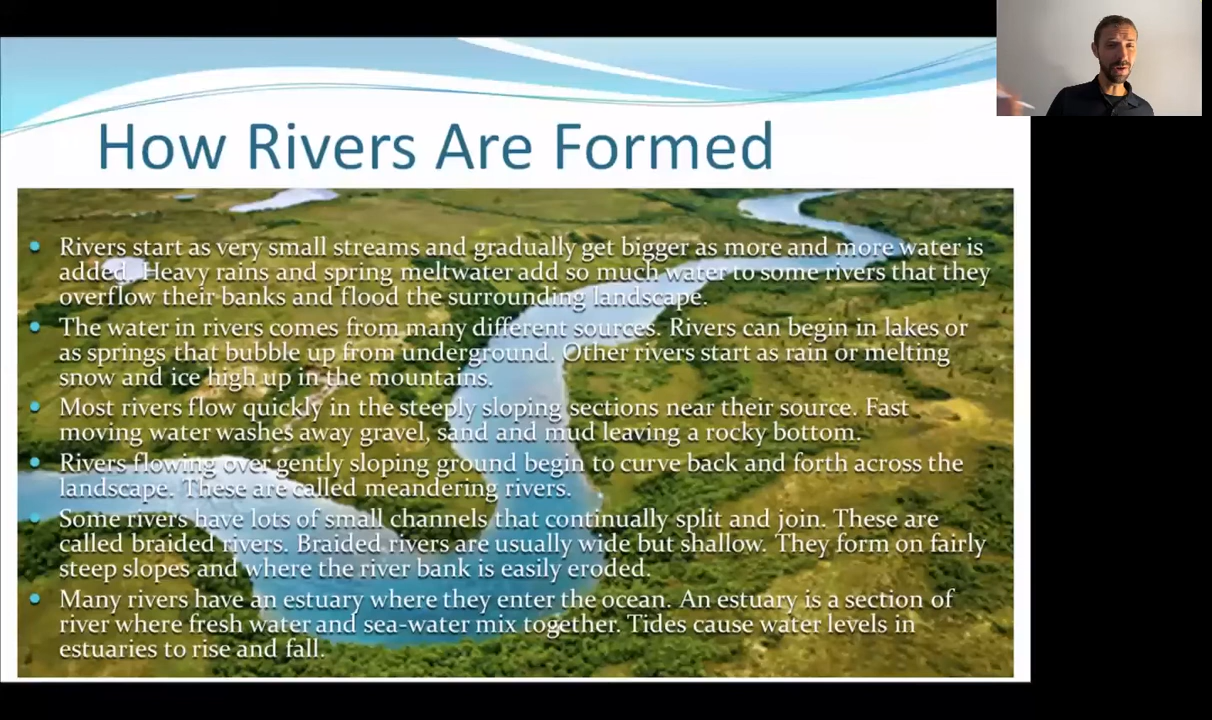 How Rivers Are Formed
• Rivers start as very small streams and gradually get bigger as more and more water is
added. Heavy rains and spring meltwater add so much water to some rivers that they
overflow their banks and flood the surrounding landscape.
• The water in rivers comes from many different sources. Rivers can begin in lakes or
as springs that bubble up from underground. Other rivers start as rain or melting
snow and ice high up in the mountains.
• Most rivers flow quickly in the steeply sloping sections near their source. Fast
moving water washes away gravel, sand and mud leaving a rocky bottom.
• Rivers flowing over gently sloping ground begin to curve back and forth across the
landscape. These are called meandering rivers.
• Some rivers have lots of small channels that continually split and join. These are
called braided rivers. Braided rivers are usually wide but shallow. They form on fairly
steep slopes and where the river bank is easily eroded.
• Many rivers have an estuary where they enter the ocean. An estuary is a section of
river where fresh water and sea-water mix together. Tides cause water levels in
estuaries to rise and fall.